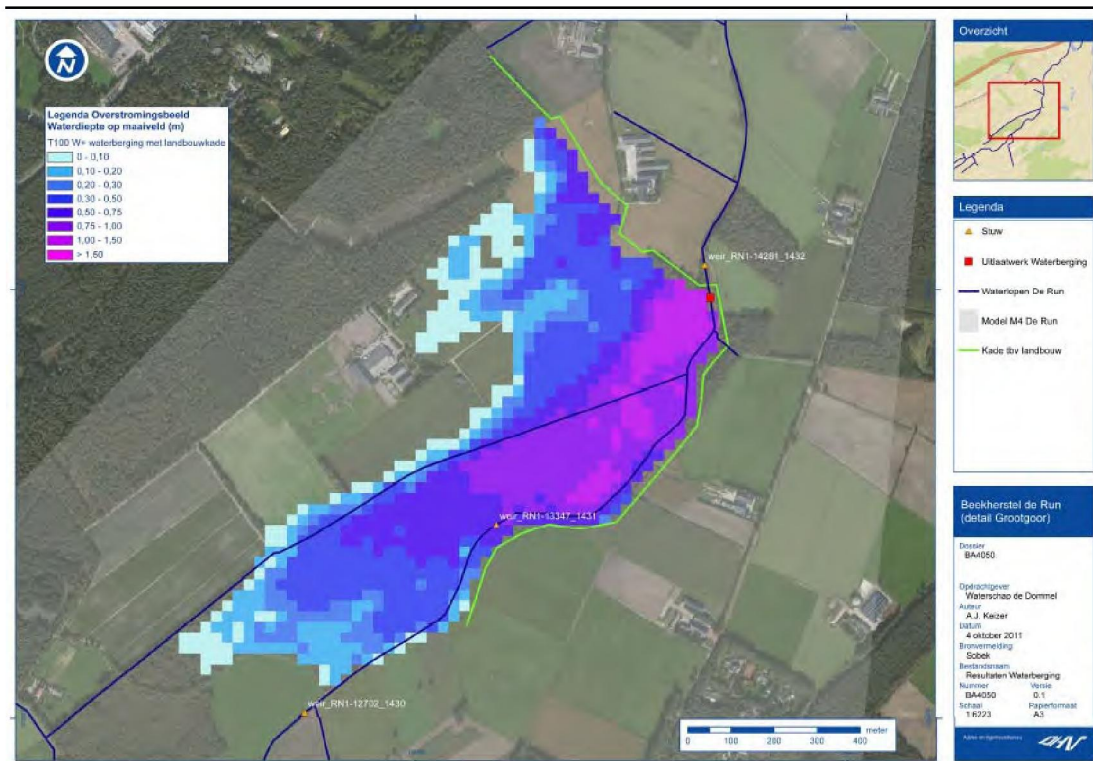 N
Legenda Overstromingsbeeld
Waterdiepte op maaiveld (m)
T100 W+ waterberging met landbouwkade
0 - 0,10
0,10 - 0,20
0,20 - 0,30
0,30 - 0,50
0,50 - 0,75
0,75 - 1,00
1,00 - 1,50
> 1,50
weir_RN1-14281_1432
weir_RN1-13347_1431
weir_RN1-12702_1430
meter
0 50 100 200 300 400
Overzicht
Legenda
Stuw
Uitlaatwerk Waterberging
Waterlopen De Run
Model M4 De Run
Kade tbv landbouw
Beekherstel de Run
(detail Grootgoor)
Dossier
BA4050
Opdrachtgever
Waterschap de Dommel
Auteur
A.J. Keizer
Datum
4 oktober 2011
Bronvermelding
Sobek
Bestandsnaam
Resultaten Waterberging
Nummer Versie
BA4050 0.1
Schaal Papierformaat
1:6223 A3